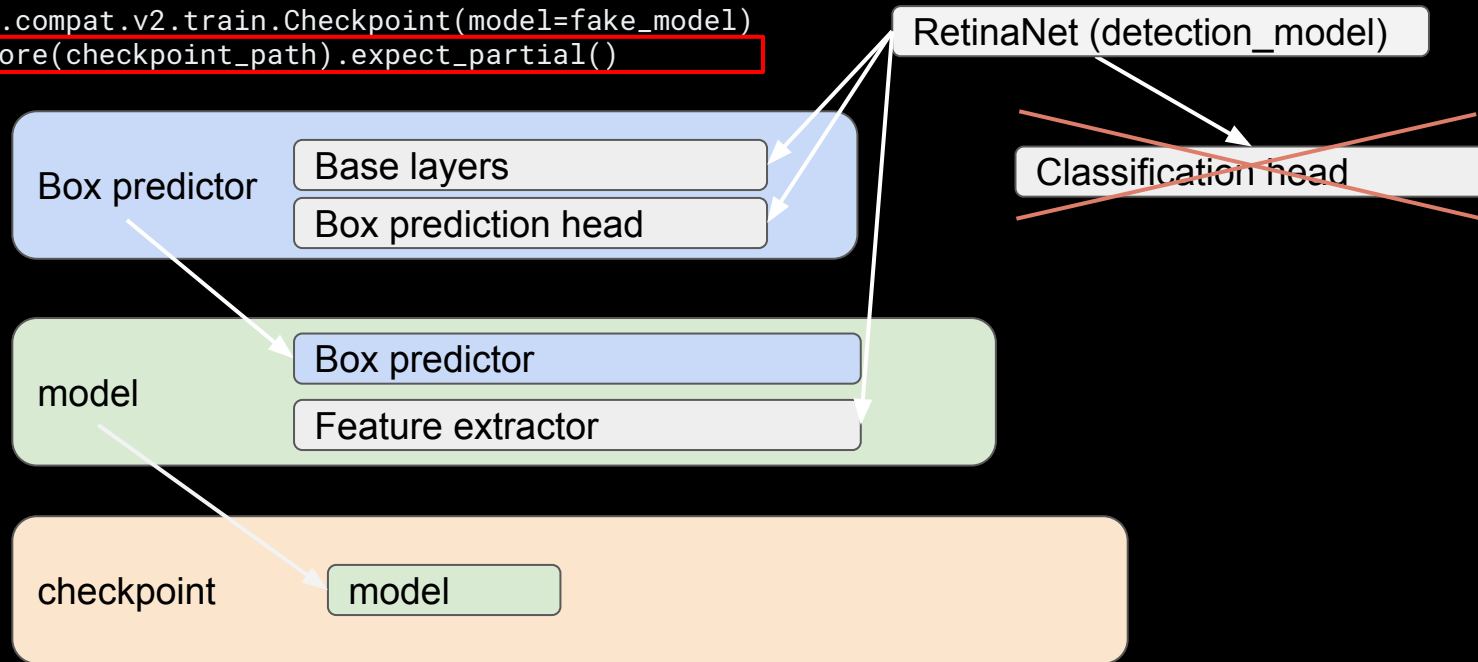 .compat.v2.train.Checkpoint(model=fake_model)
ore(checkpoint_path).expect_partial()
RetinaNet (detection_model)
Classification head
Box predictor
Base layers
Box prediction head
model
Box predictor
Feature extractor
checkpoint
model